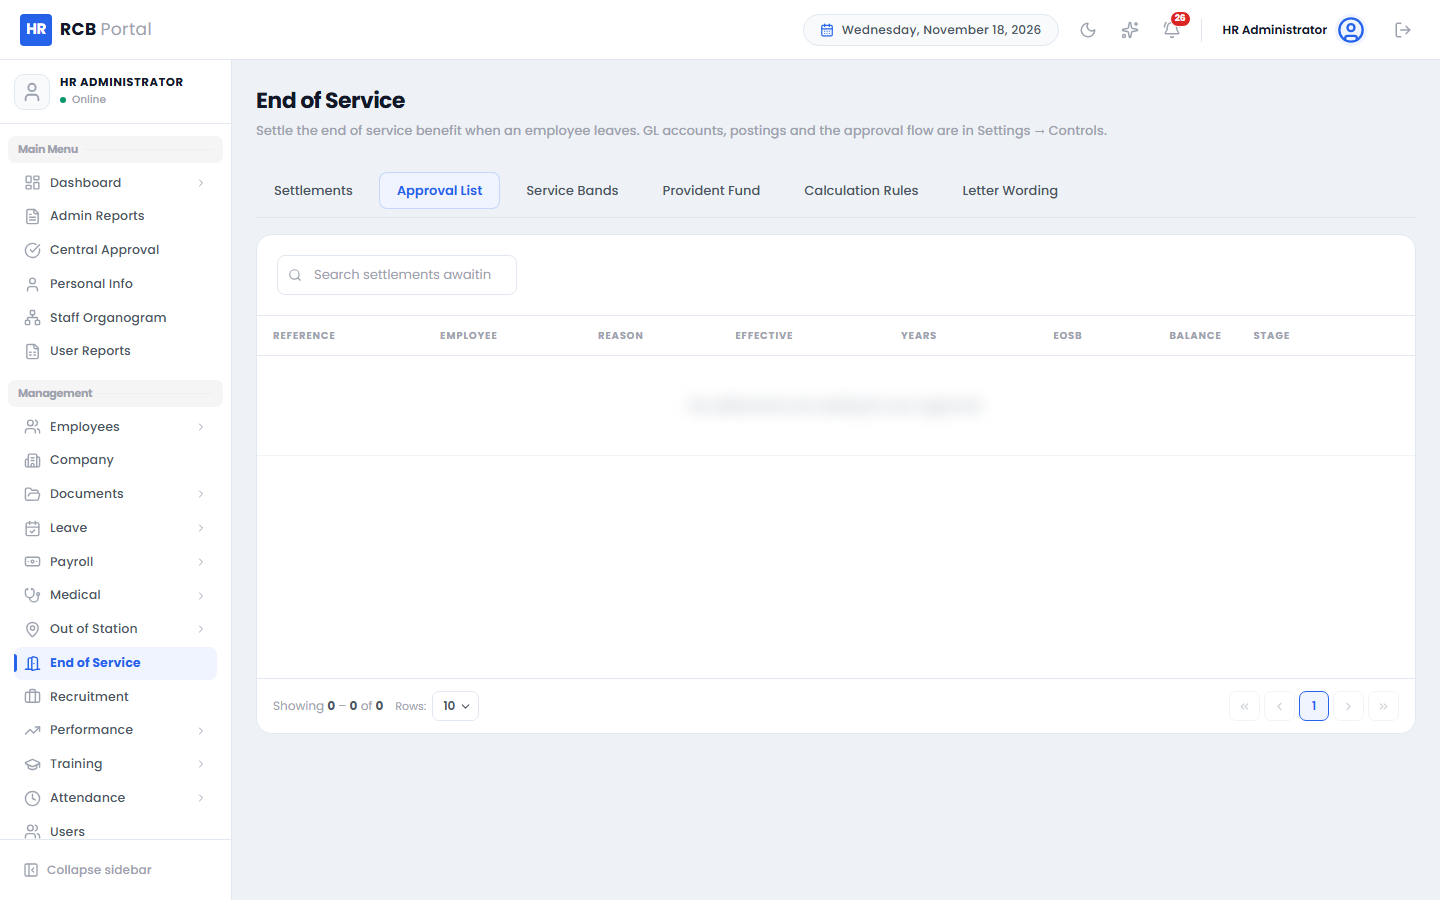 HR RCB Portal
Wednesday, November 18, 2026
26
HR Administrator
HR ADMINISTRATOR
Online
Main Menu
Dashboard
Admin Reports
Central Approval
Personal Info
Staff Organogram
User Reports
Management
Employees
Company
Documents
Leave
Payroll
Medical
Out of Station
End of Service
Recruitment
Performance
Training
Attendance
Users
Collapse sidebar
End of Service
Settle the end of service benefit when an employee leaves. GL accounts, postings and the approval flow are in Settings → Controls.
Settlements Approval List Service Bands Provident Fund Calculation Rules Letter Wording
Search settlements awaitin
REFERENCE EMPLOYEE REASON EFFECTIVE YEARS EOSB BALANCE STAGE
Showing 0 – 0 of 0 Rows: 10
« ‹ 1 › »